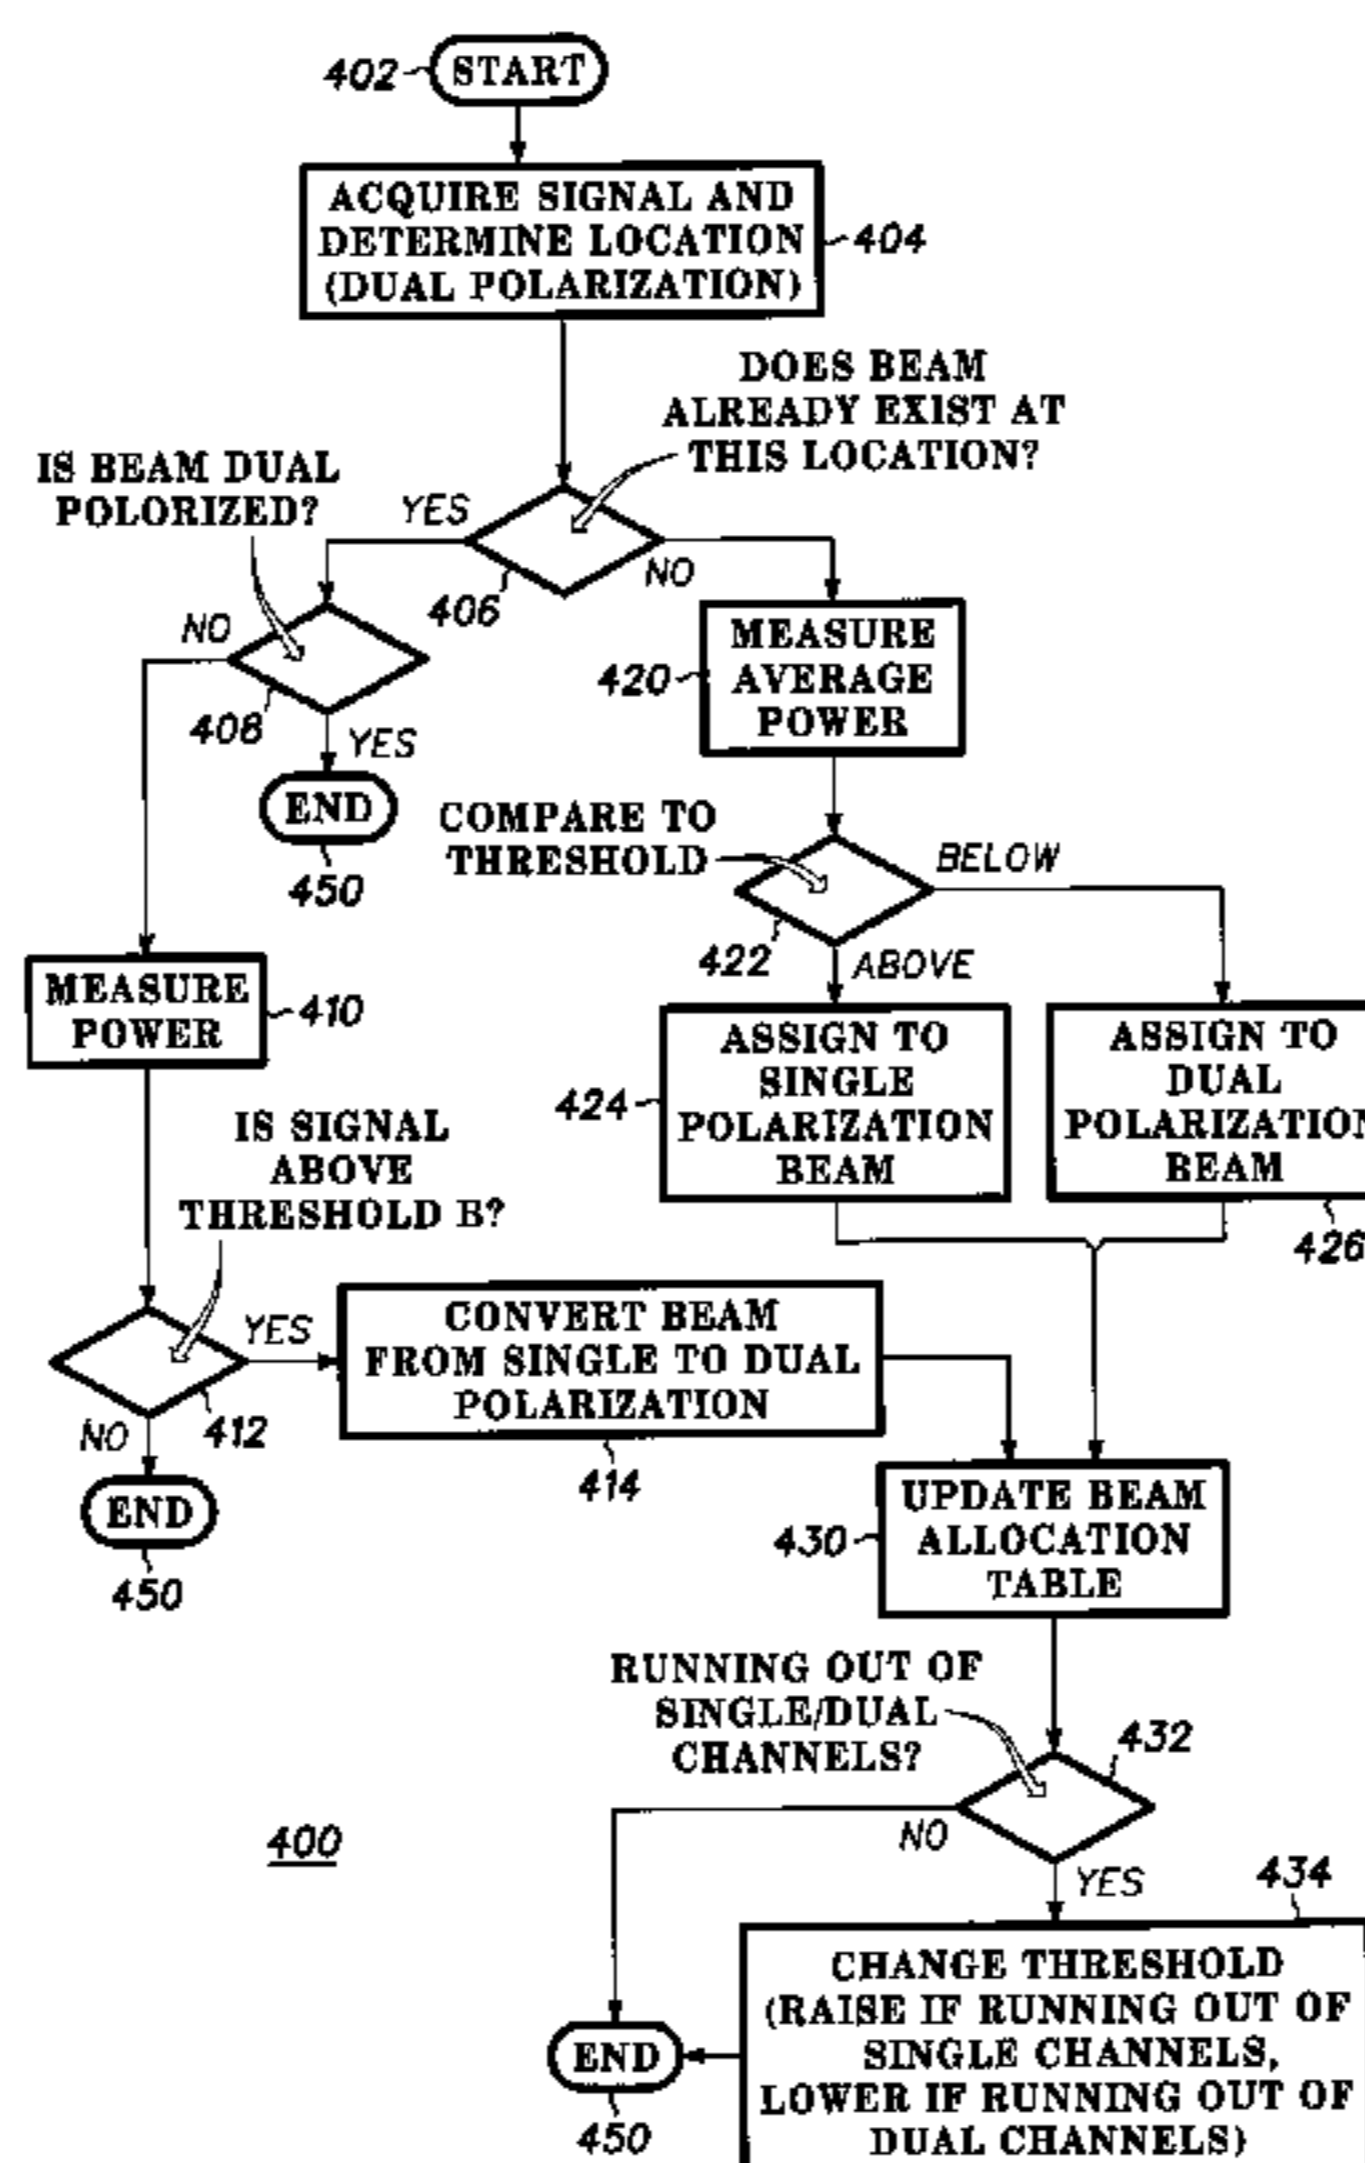 402
START
ACQUIRE SIGNAL AND
DETERMINE LOCATION
(DUAL POLARIZATION)
404
DOES BEAM
ALREADY EXIST AT
THIS LOCATION?
IS BEAM DUAL
POLORIZED?
YES
406
NO
NO
408
YES
END
450
MEASURE
AVERAGE
POWER
420
COMPARE TO
THRESHOLD
BELOW
422
ABOVE
MEASURE
POWER
410
ASSIGN TO
SINGLE
POLARIZATION
BEAM
424
ASSIGN TO
DUAL
POLARIZATION
BEAM
426
IS SIGNAL
ABOVE
THRESHOLD B?
YES
412
NO
END
450
CONVERT BEAM
FROM SINGLE TO DUAL
POLARIZATION
414
UPDATE BEAM
ALLOCATION
TABLE
430
RUNNING OUT OF
SINGLE/DUAL
CHANNELS?
432
NO
YES
400
434
CHANGE THRESHOLD
(RAISE IF RUNNING OUT OF
SINGLE CHANNELS,
LOWER IF RUNNING OUT OF
DUAL CHANNELS)
END
450